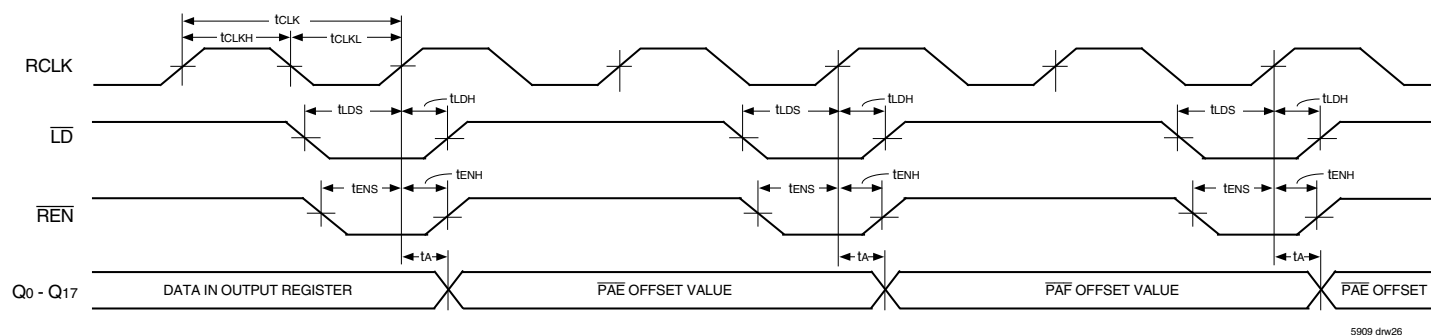 tCLK
tCLKH tCLKL
RCLK
tLDS tLDH tLDS tLDH tLDS tLDH
LD
tENS tENH tENS tENH tENS tENH
REN
tA tA tA
Q0 - Q17 DATA IN OUTPUT REGISTER PAE OFFSET VALUE PAF OFFSET VALUE PAE OFFSET
5909 drw26